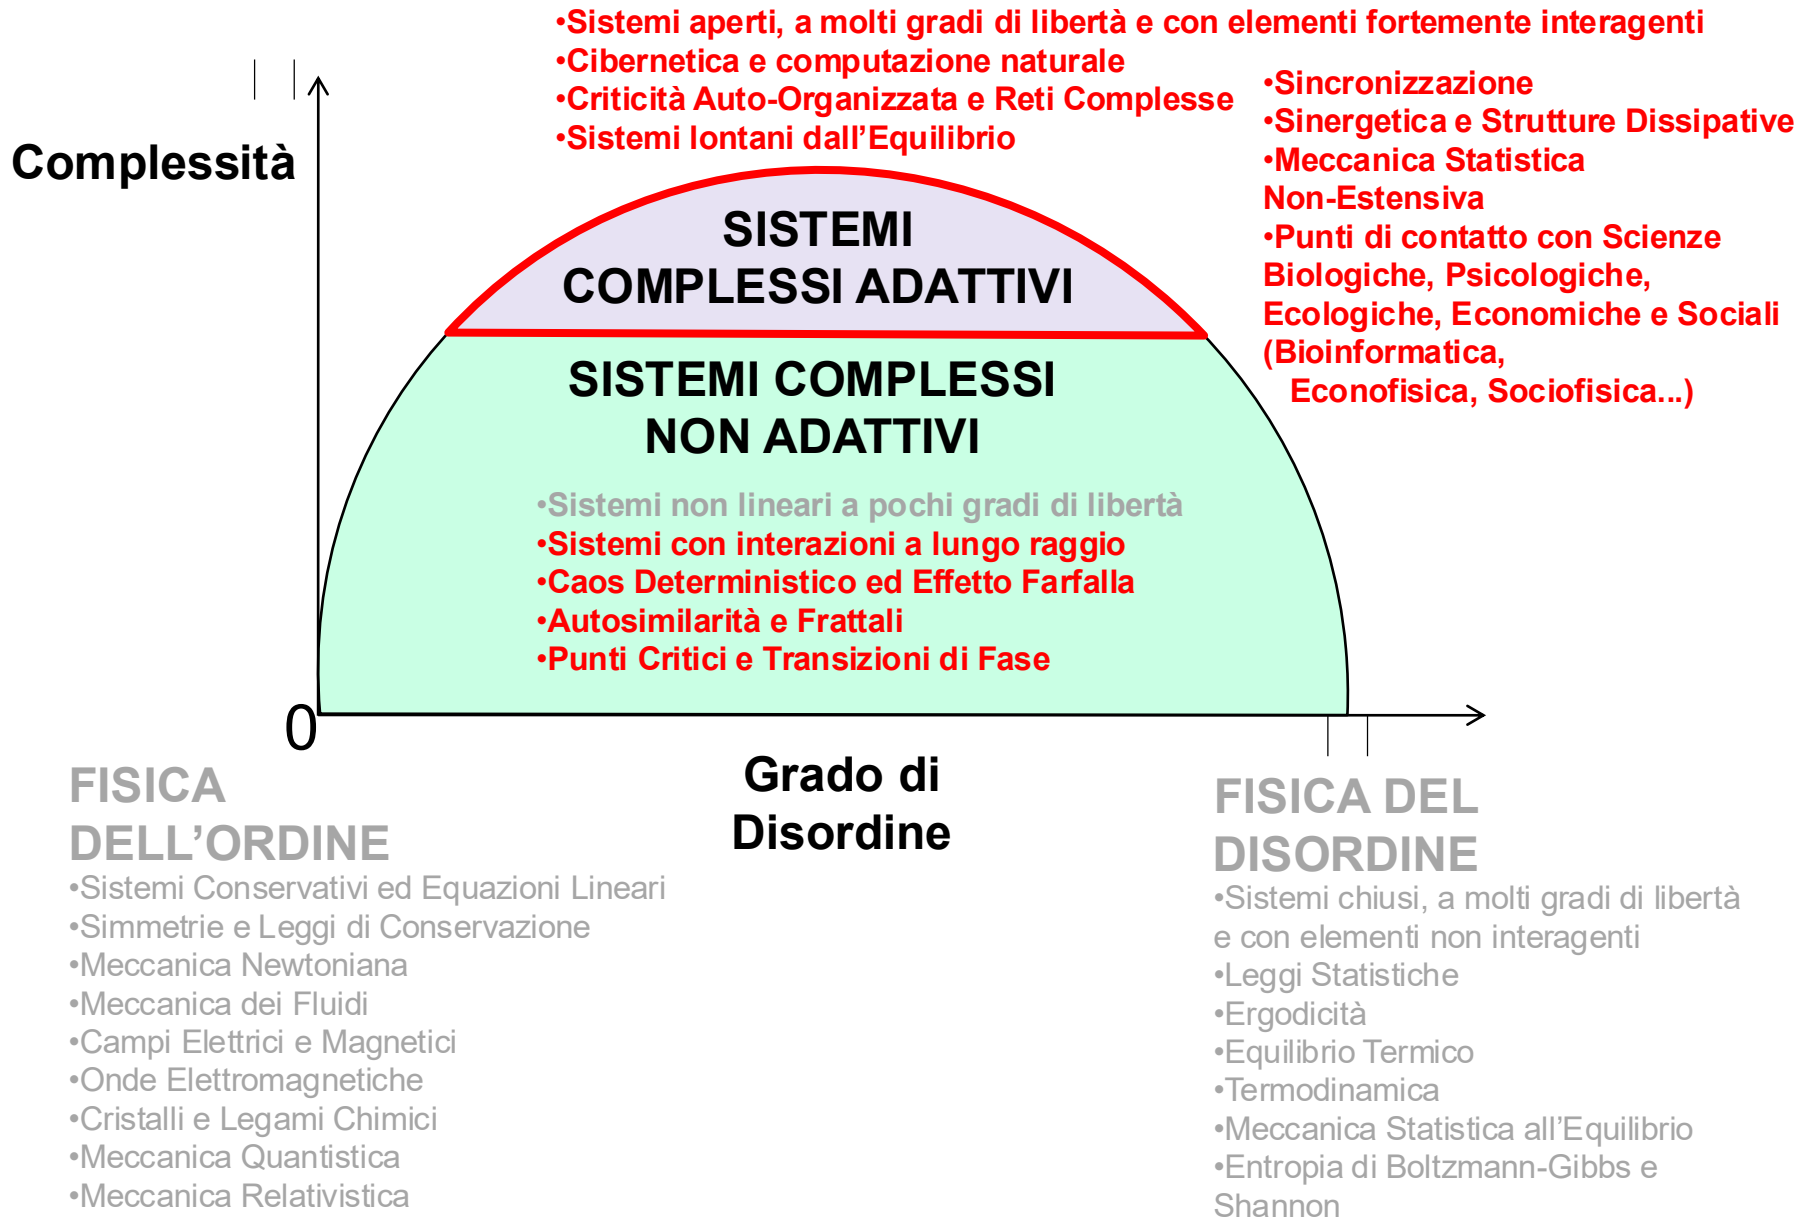 •Sistemi aperti, a molti gradi di libertà e con elementi fortemente interagenti
•Cibernetica e computazione naturale
•Criticità Auto-Organizzata e Reti Complesse
•Sistemi lontani dall’Equilibrio
•Sincronizzazione
•Sinergetica e Strutture Dissipative
•Meccanica Statistica
Non-Estensiva
•Punti di contatto con Scienze
Biologiche, Psicologiche,
Ecologiche, Economiche e Sociali
(Bioinformatica,
Econofisica, Sociofisica...)
Complessità
SISTEMI
COMPLESSI ADATTIVI
SISTEMI COMPLESSI
NON ADATTIVI
•Sistemi non lineari a pochi gradi di libertà
•Sistemi con interazioni a lungo raggio
•Caos Deterministico ed Effetto Farfalla
•Autosimilarità e Frattali
•Punti Critici e Transizioni di Fase
0
Grado di
Disordine
FISICA
DELL’ORDINE
•Sistemi Conservativi ed Equazioni Lineari
•Simmetrie e Leggi di Conservazione
•Meccanica Newtoniana
•Meccanica dei Fluidi
•Campi Elettrici e Magnetici
•Onde Elettromagnetiche
•Cristalli e Legami Chimici
•Meccanica Quantistica
•Meccanica Relativistica
FISICA DEL
DISORDINE
•Sistemi chiusi, a molti gradi di libertà
e con elementi non interagenti
•Leggi Statistiche
•Ergodicità
•Equilibrio Termico
•Termodinamica
•Meccanica Statistica all’Equilibrio
•Entropia di Boltzmann-Gibbs e
Shannon